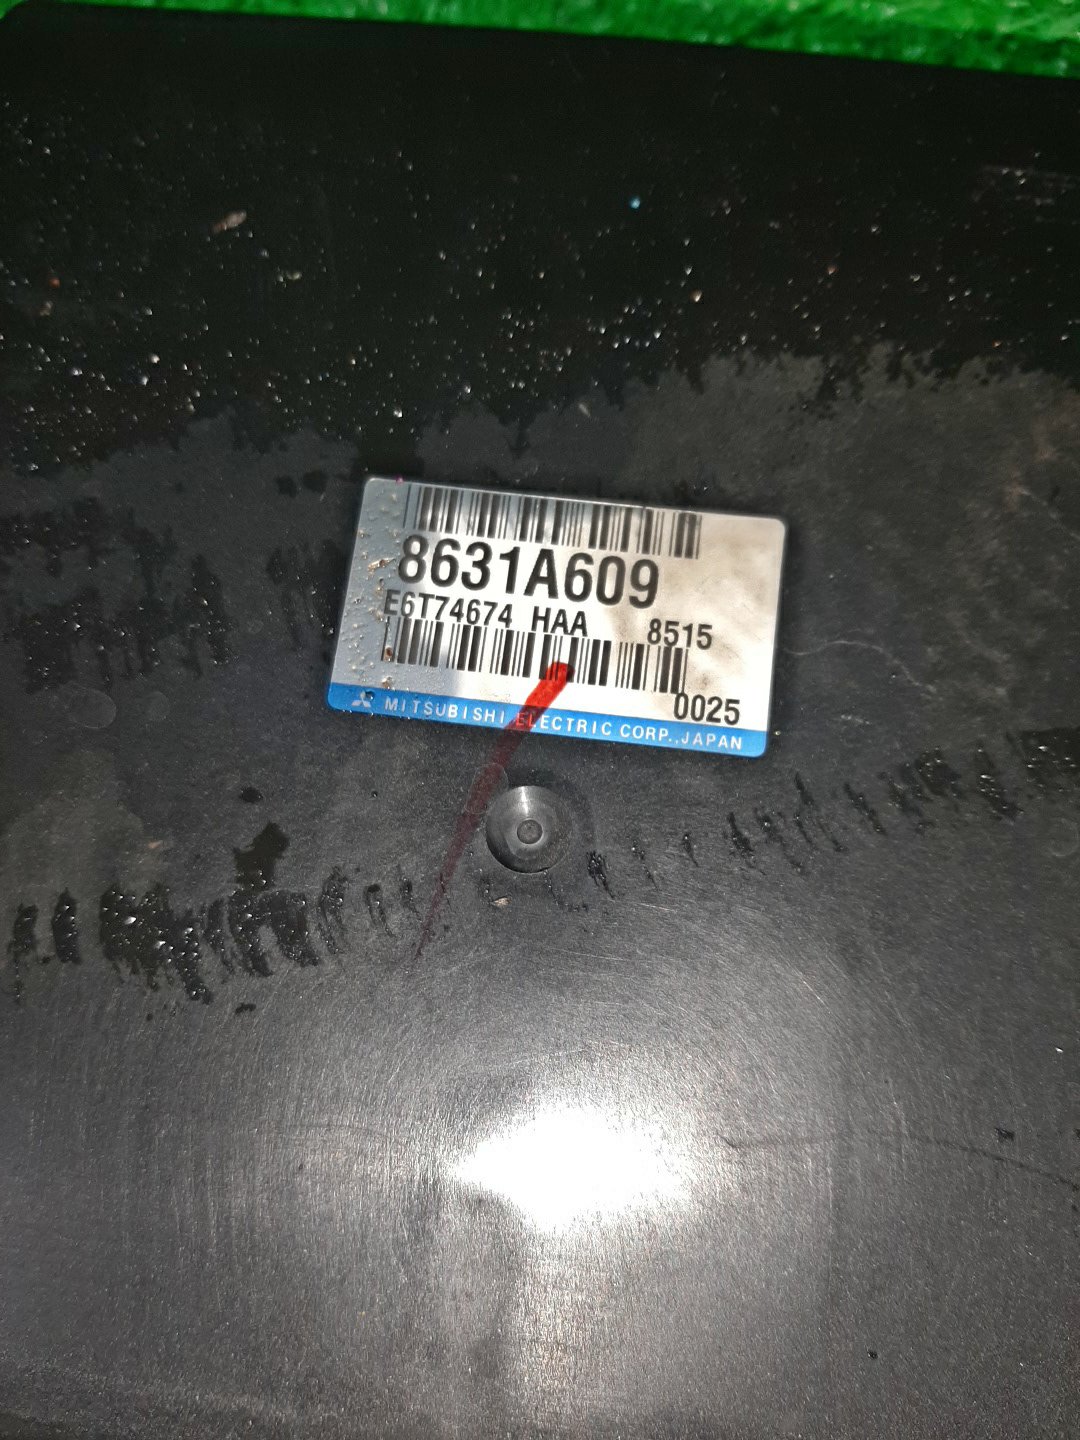 8631A609
E6T74674 HAA 8515
0025
MITSUBISHI ELECTRIC CORP.,JAPAN